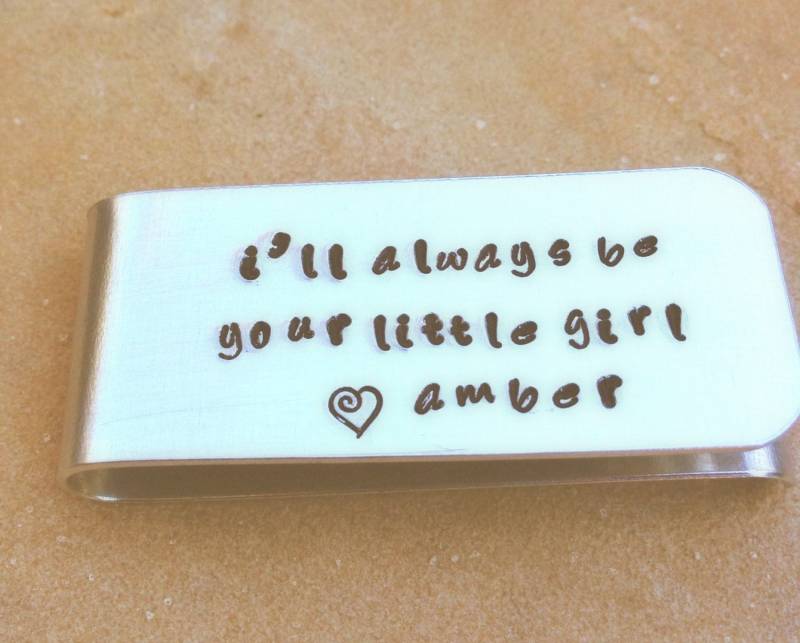 i'll always be
your little girl
♡ amber